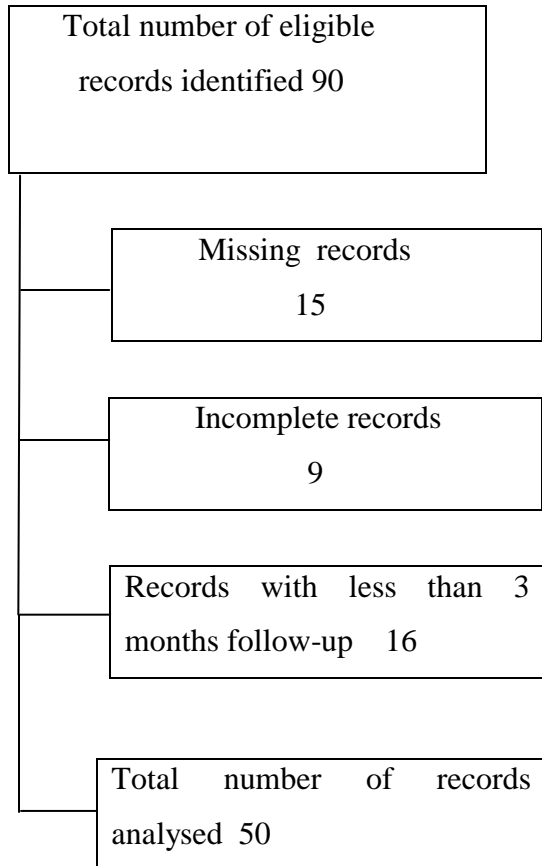 Total number of eligible
records identified 90
Missing records
15
Incomplete records
9
Records with less than 3
months follow-up 16
Total number of records
analysed 50